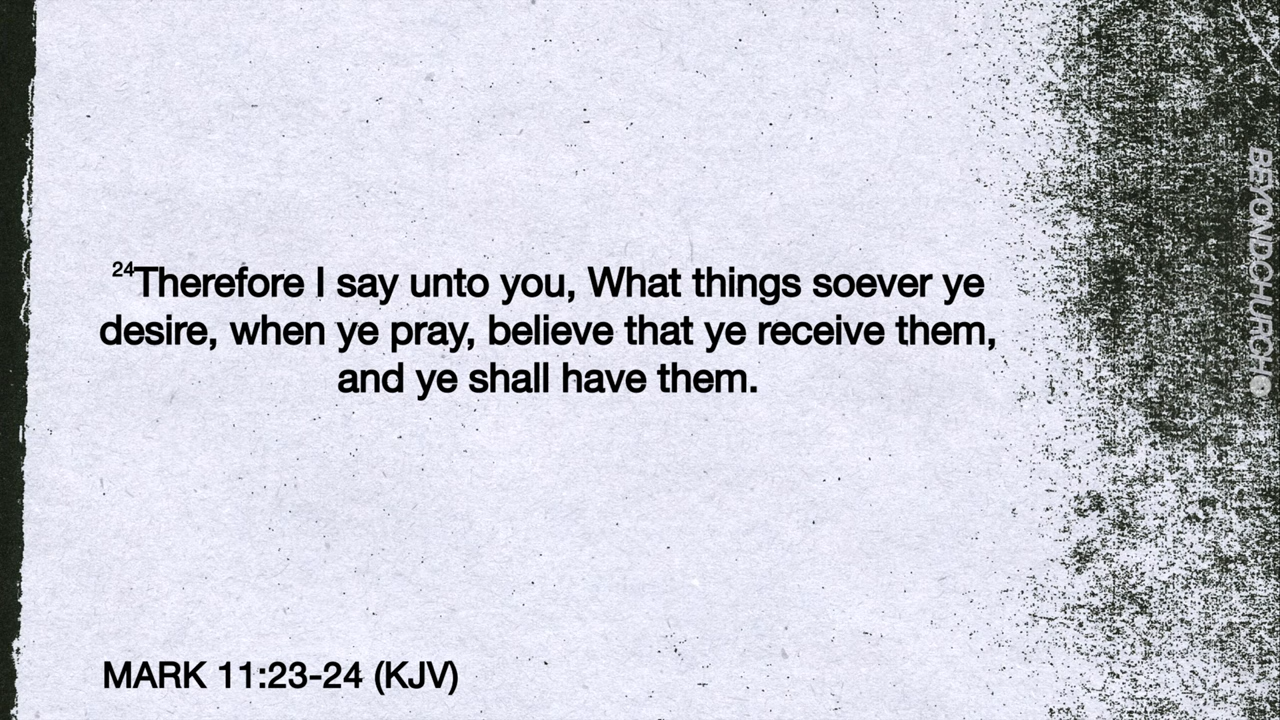 24Therefore I say unto you, What things soever ye
desire, when ye pray, believe that ye receive them,
and ye shall have them.
MARK 11:23-24 (KJV)
BEYONDCHURCH